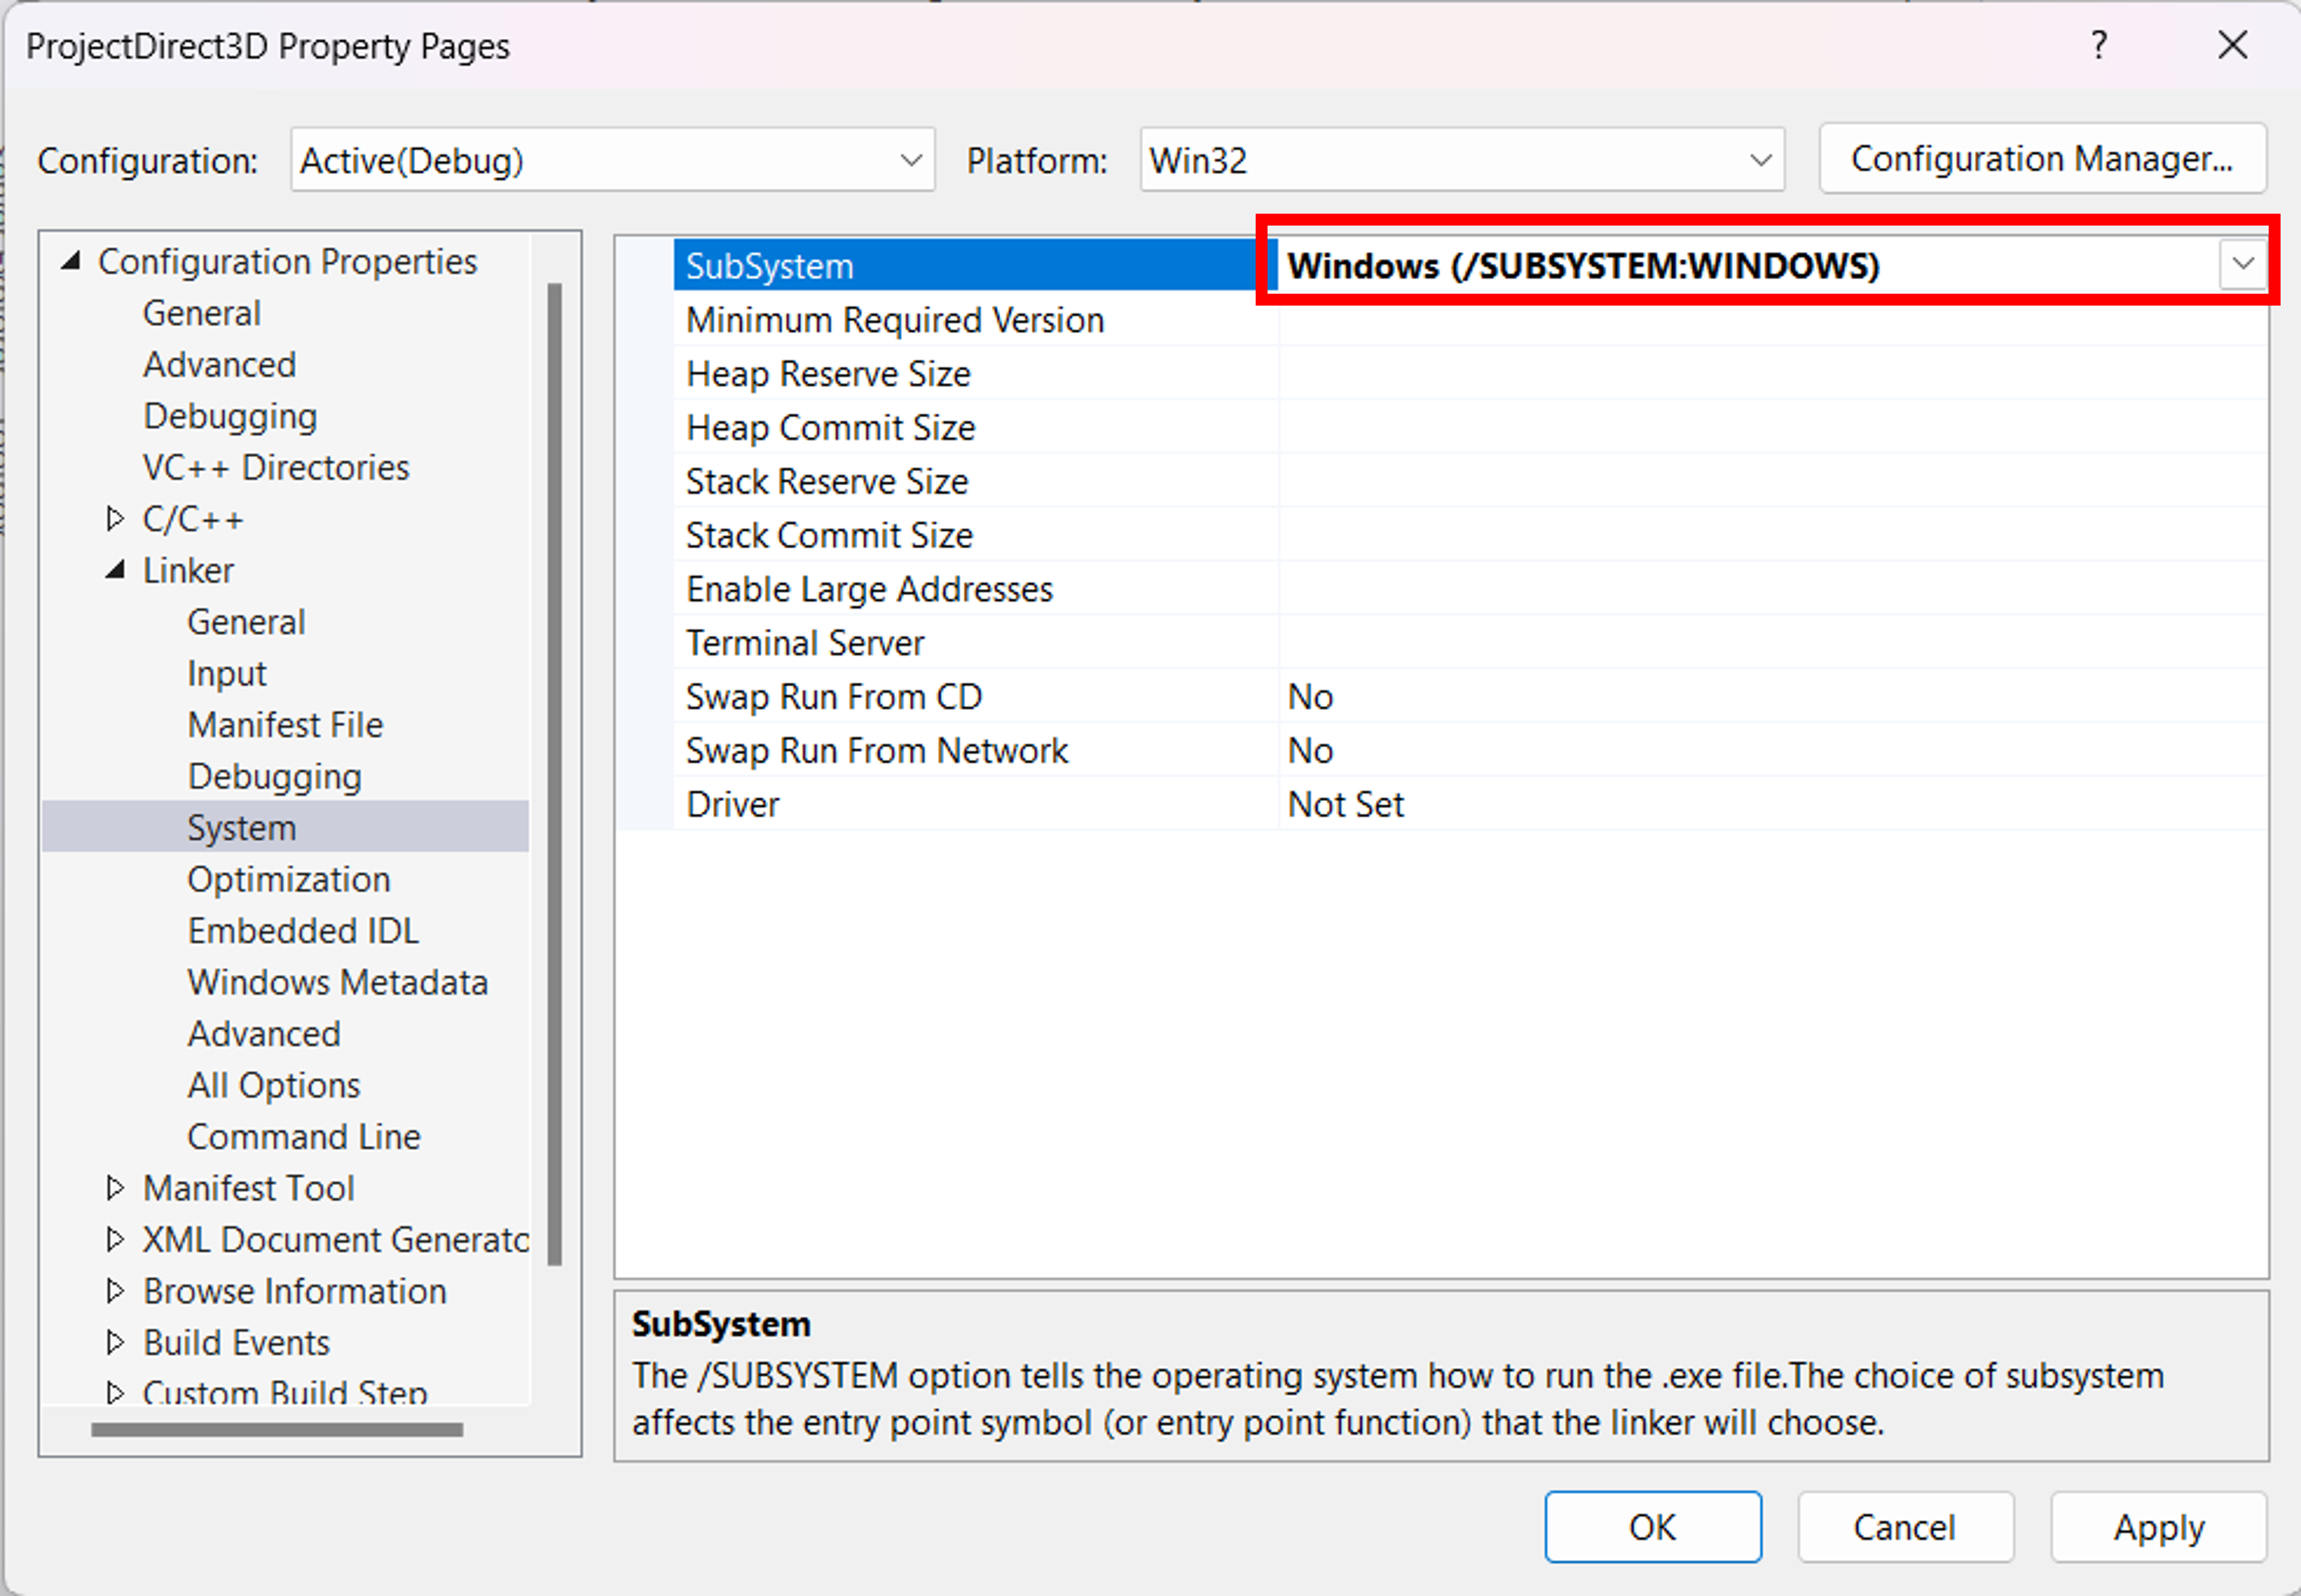 ProjectDirect3D Property Pages
?
Configuration: Active(Debug) Platform: Win32 Configuration Manager...
Configuration Properties
General
Advanced
Debugging
VC++ Directories
C/C++
Linker
General
Input
Manifest File
Debugging
System
Optimization
Embedded IDL
Windows Metadata
Advanced
All Options
Command Line
Manifest Tool
XML Document Generato
Browse Information
Build Events
Custom Build Step
SubSystem Windows (/SUBSYSTEM:WINDOWS)
Minimum Required Version
Heap Reserve Size
Heap Commit Size
Stack Reserve Size
Stack Commit Size
Enable Large Addresses
Terminal Server
Swap Run From CD No
Swap Run From Network No
Driver Not Set
SubSystem
The /SUBSYSTEM option tells the operating system how to run the .exe file.The choice of subsystem
affects the entry point symbol (or entry point function) that the linker will choose.
OK Cancel Apply